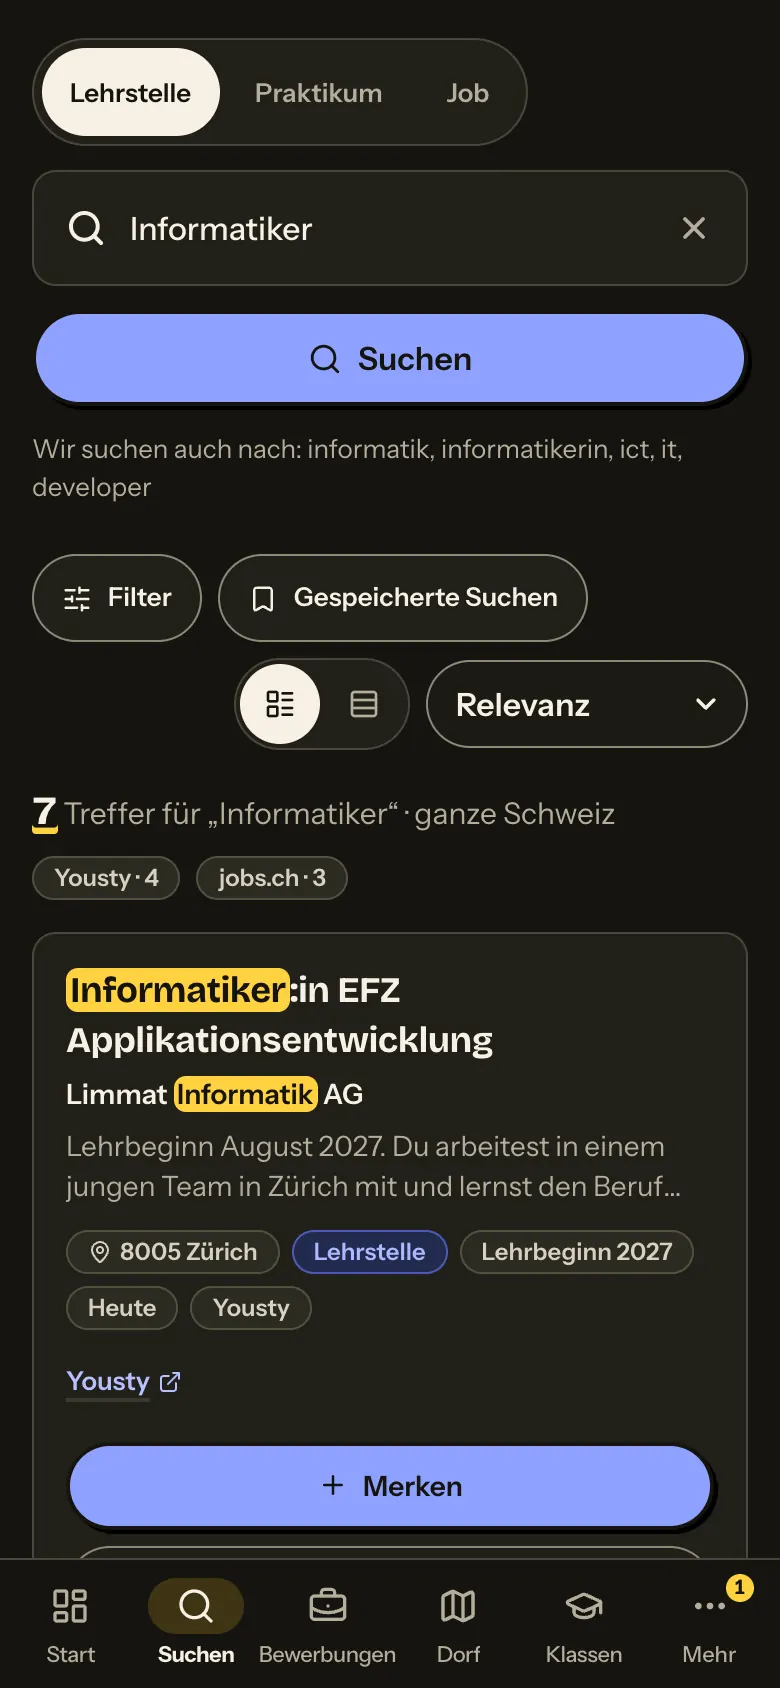 Lehrstelle Praktikum Job
Informatiker
Suchen
Wir suchen auch nach: informatik, informatikerin, ict, it,
developer
Filter Gespeicherte Suchen
Relevanz
7 Treffer für „Informatiker“ · ganze Schweiz
Yousty · 4 jobs.ch · 3
Informatiker:in EFZ
Applikationsentwicklung
Limmat Informatik AG
Lehrbeginn August 2027. Du arbeitest in einem
jungen Team in Zürich mit und lernst den Beruf...
8005 Zürich Lehrstelle Lehrbeginn 2027
Heute Yousty
Yousty
Merken
1
Start Suchen Bewerbungen Dorf Klassen Mehr